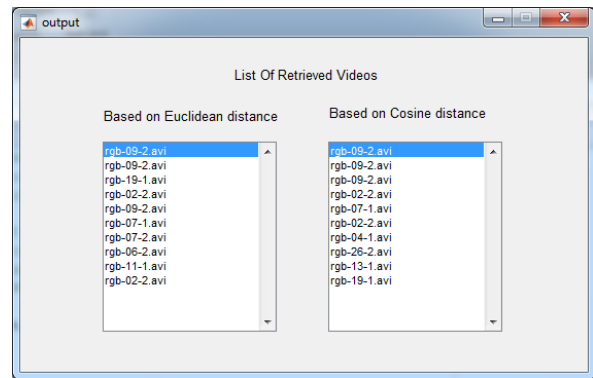 output
List Of Retrieved Videos
Based on Euclidean distance
rgb-09-2.avi
rgb-09-2.avi
rgb-19-1.avi
rgb-02-2.avi
rgb-09-2.avi
rgb-07-1.avi
rgb-07-2.avi
rgb-06-2.avi
rgb-11-1.avi
rgb-02-2.avi
Based on Cosine distance
rgb-09-2.avi
rgb-09-2.avi
rgb-09-2.avi
rgb-02-2.avi
rgb-07-1.avi
rgb-02-2.avi
rgb-04-1.avi
rgb-26-2.avi
rgb-13-1.avi
rgb-19-1.avi